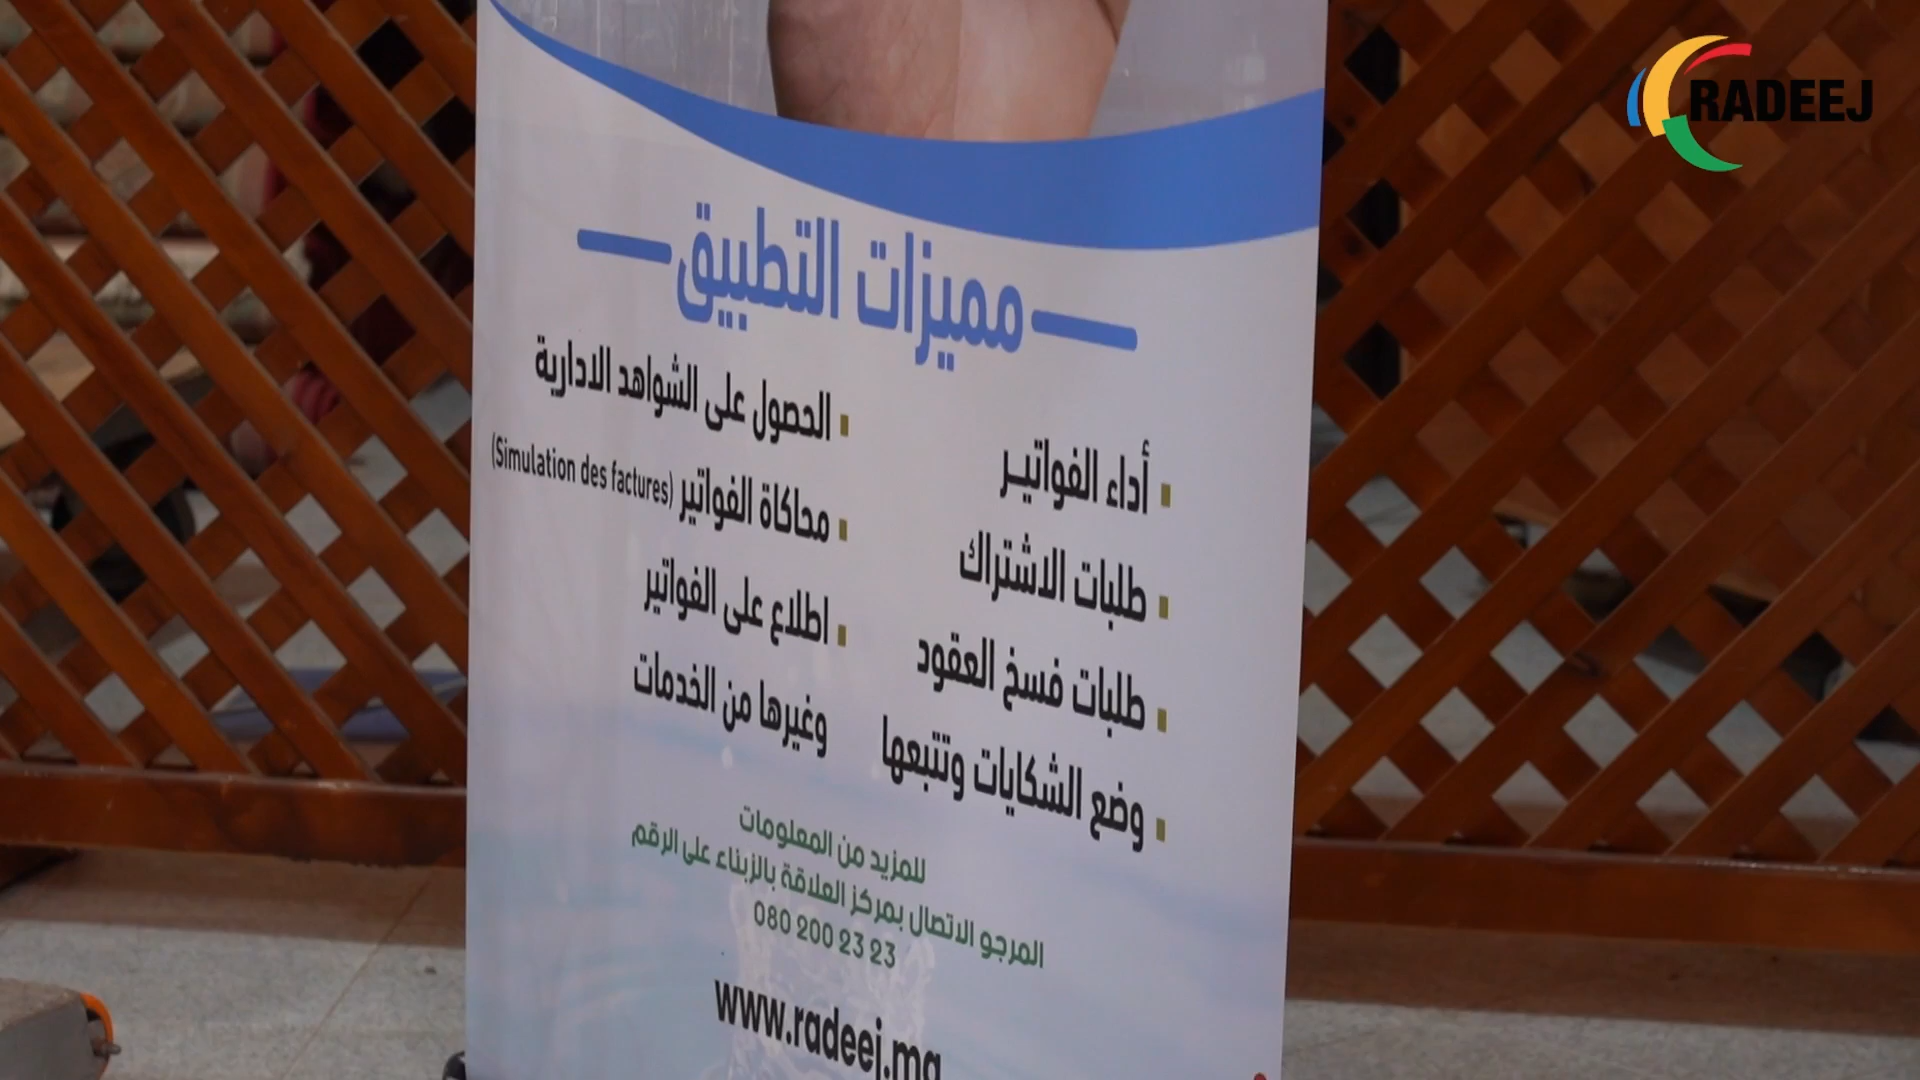 RADEEJ
مميزات التطبيق
أداء الفواتير
طلبات الاشتراك
طلبات فسخ العقود
وضع الشكايات وتتبعها
الحصول على الشواهد الادارية
محاكاة الفواتير (Simulation des factures)
اطلاع على الفواتير
وغيرها من الخدمات
للمزيد من المعلومات
المرجو الاتصال بمركز العلاقة بالزبناء على الرقم
080 200 23 23
www.radeej.ma